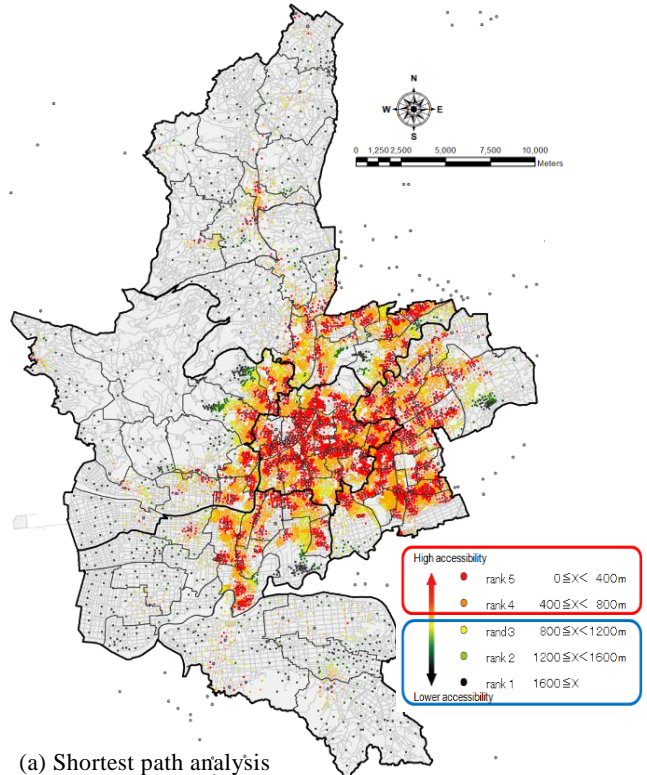 N
W E
S
0 1,250 2,500 5,000 7,500 10,000
Meters
High accessibility
rank 5 0≦X< 400m
rank 4 400≦X< 800m
rand3 800≦X<1200m
rank 2 1200≦X<1600m
rank 1 1600≦X
Lower accessibility
(a) Shortest path analysis